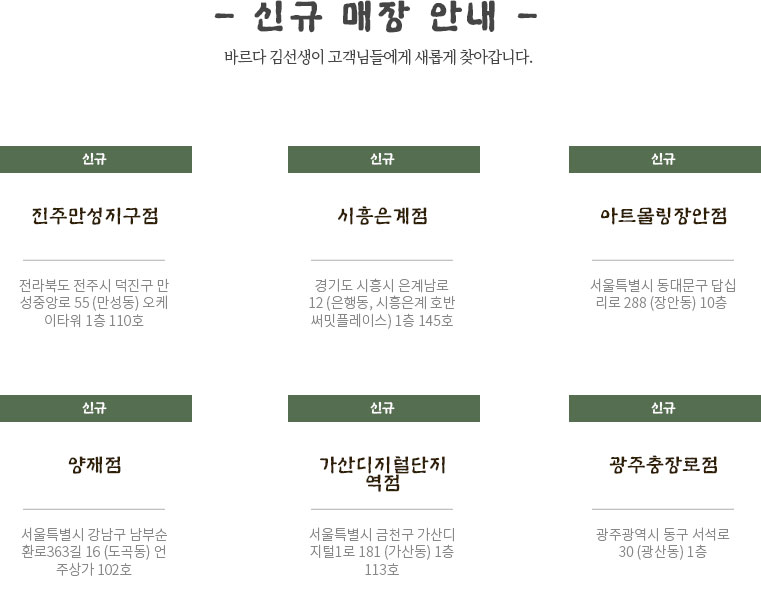 - 신규 매장 안내 -
바르다 김선생이 고객님들에게 새롭게 찾아갑니다.
신규
신규
신규
전주만성지구점
시흥은계점
아트몰링장안점
전라북도 전주시 덕진구 만
성중앙로 55 (만성동) 오케
이타워 1층 110호
경기도 시흥시 은계남로
12 (은행동, 시흥은계 호반
써밋플레이스) 1층 145호
서울특별시 동대문구 답십
리로 288 (장안동) 10층
신규
신규
신규
양재점
가산디지털단지
역점
광주충장로점
서울특별시 강남구 남부순
환로363길 16 (도곡동) 언
주상가 102호
서울특별시 금천구 가산디
지털1로 181 (가산동) 1층
113호
광주광역시 동구 서석로
30 (광산동) 1층